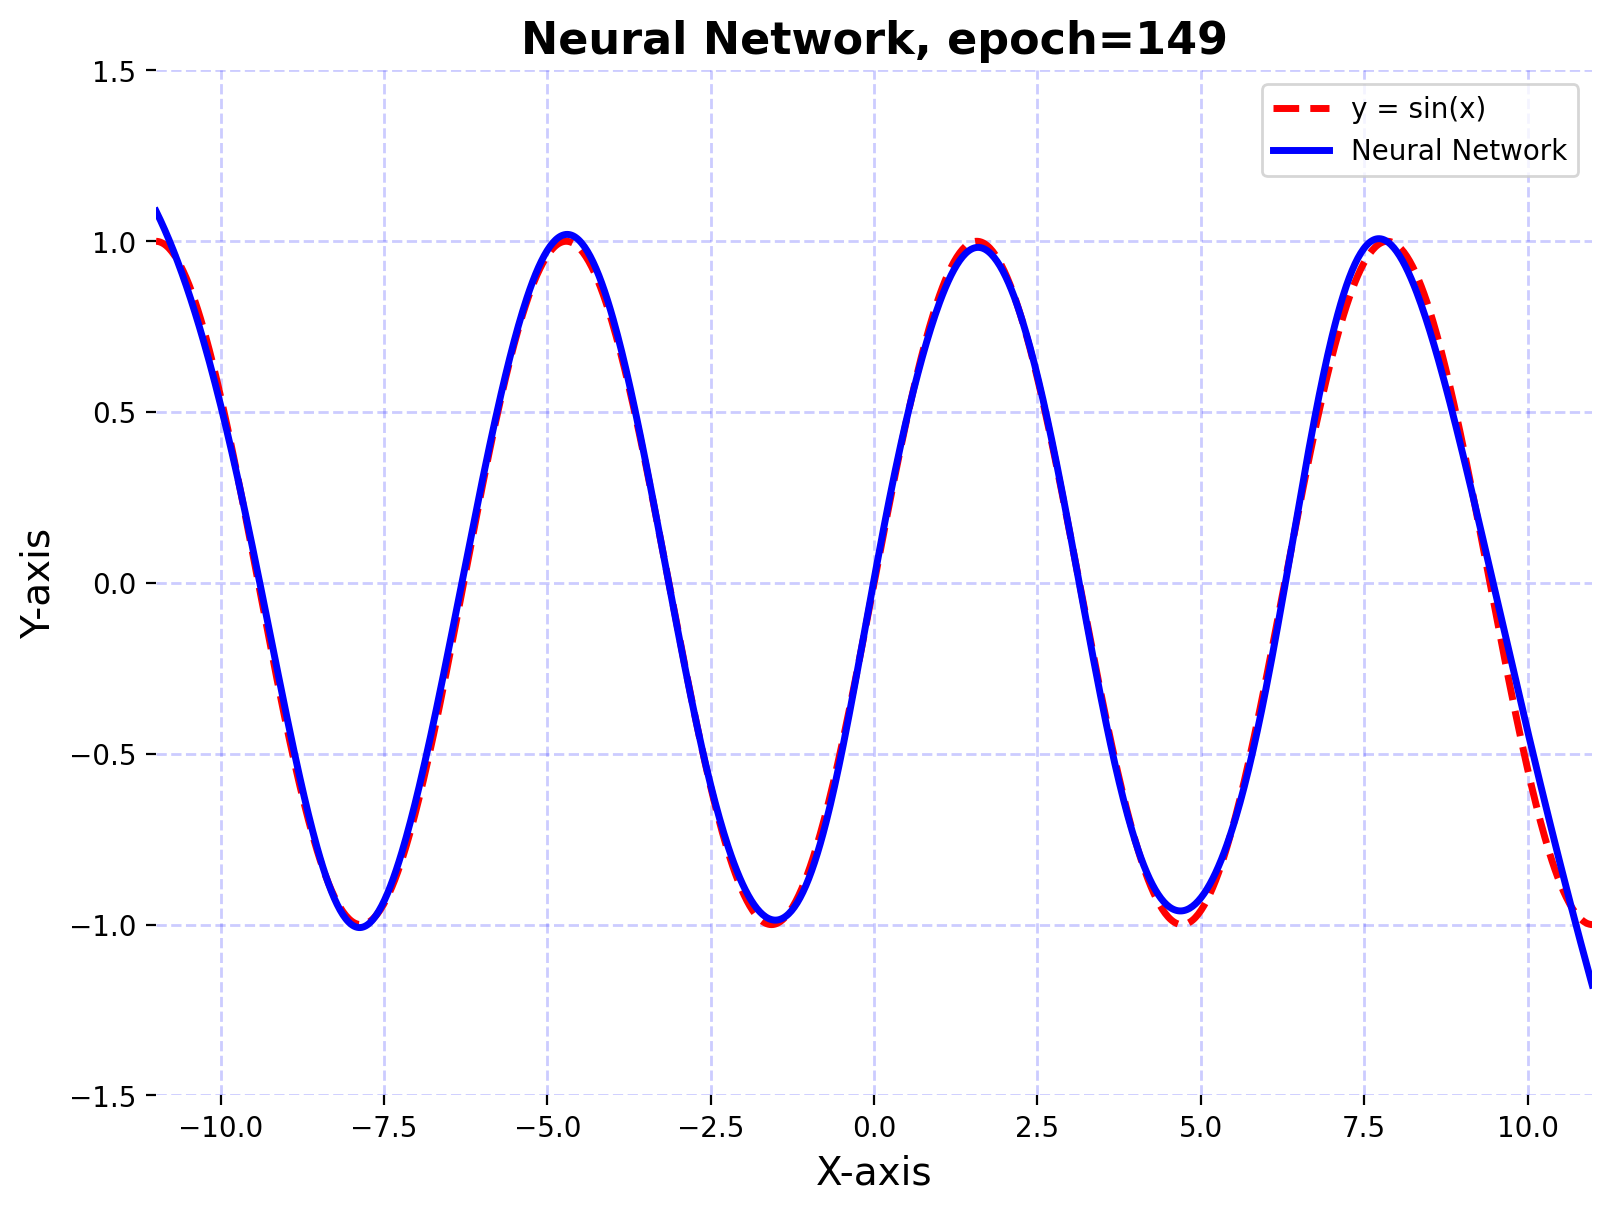 Neural Network, epoch=149
y = sin(x)
Neural Network
1.5
1.0
0.5
0.0
−0.5
−1.0
−1.5
Y-axis
−10.0 −7.5 −5.0 −2.5 0.0 2.5 5.0 7.5 10.0
X-axis